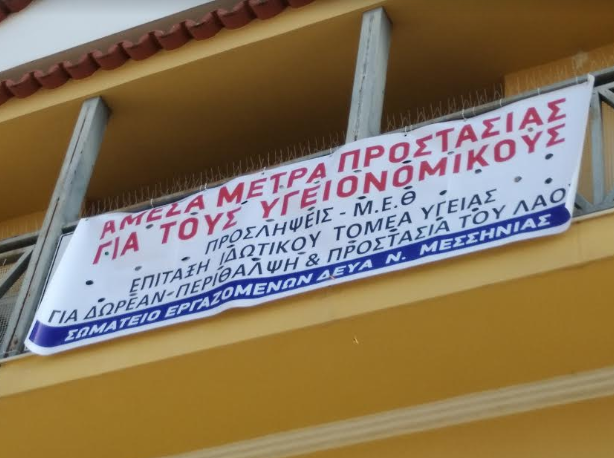 ΑΜΕΣΑ ΜΕΤΡΑ ΠΡΟΣΤΑΣΙΑΣ
ΓΙΑ ΤΟΥΣ ΥΓΕΙΟΝΟΜΙΚΟΥΣ
ΠΡΟΣΛΗΨΕΙΣ - Μ.Ε.Θ
ΕΠΙΤΑΞΗ ΙΔΩΤΙΚΟΥ ΤΟΜΕΑ ΥΓΕΙΑΣ
ΓΙΑ ΔΩΡΕΑΝ-ΠΕΡΙΘΑΛΨΗ & ΠΡΟΣΤΑΣΙΑ ΤΟΥ ΛΑΟΥ
ΣΩΜΑΤΕΙΟ ΕΡΓΑΖΟΜΕΝΩΝ ΔΕΥΑ Ν. ΜΕΣΣΗΝΙΑΣ